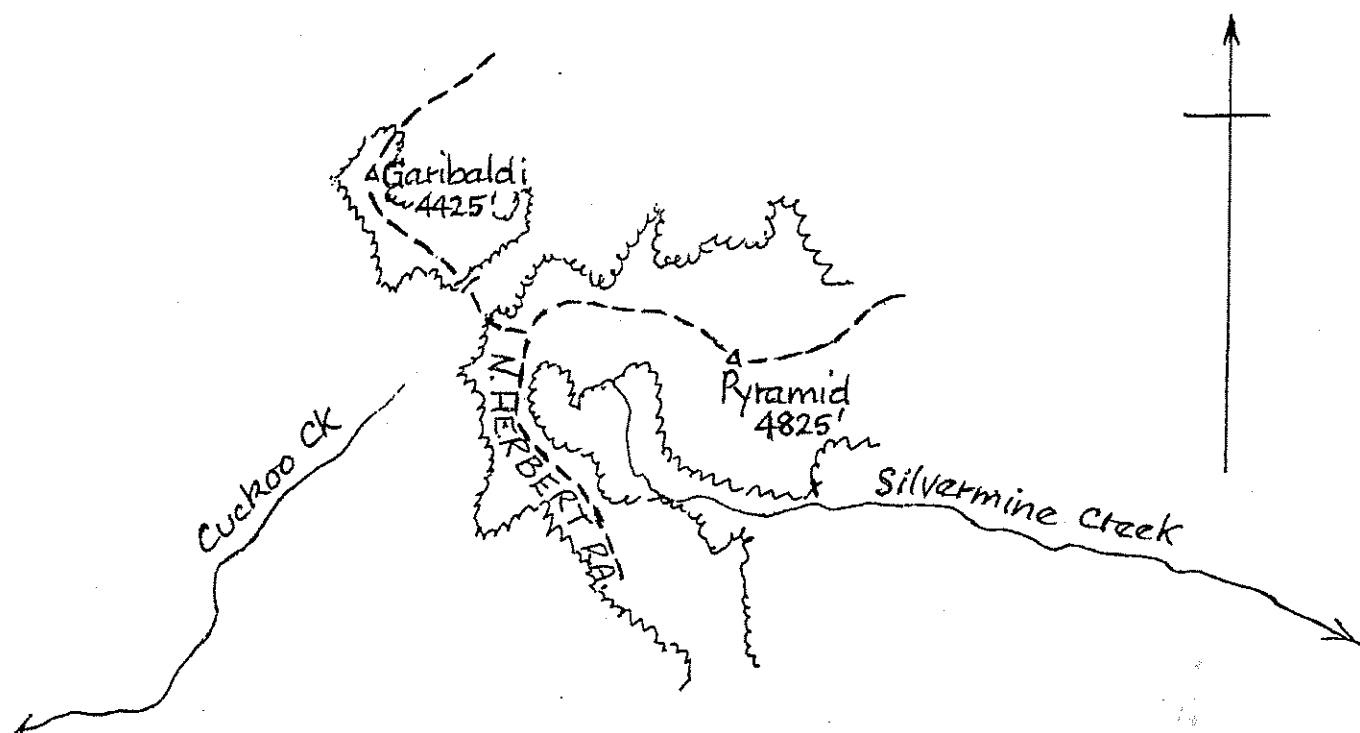 Garibaldi
4425'
Pyramid
4825'
N. HERBERT RA.
Cuckoo Ck
Silvermine Creek